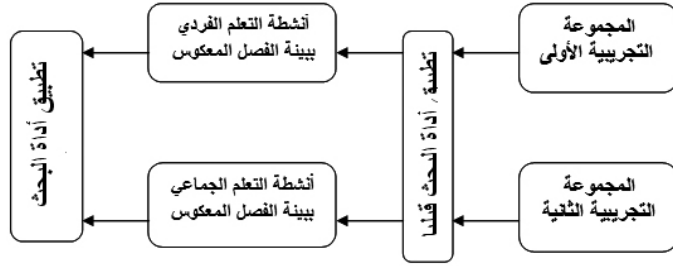 المجموعة
التجريبية الأولى
تطبيق أداة البحث قبليا
أنشطة التعلم الفردي
ببيئة الفصل المعكوس
تطبيق أداة البحث
المجموعة
التجريبية الثانية
أنشطة التعلم الجماعي
ببيئة الفصل المعكوس